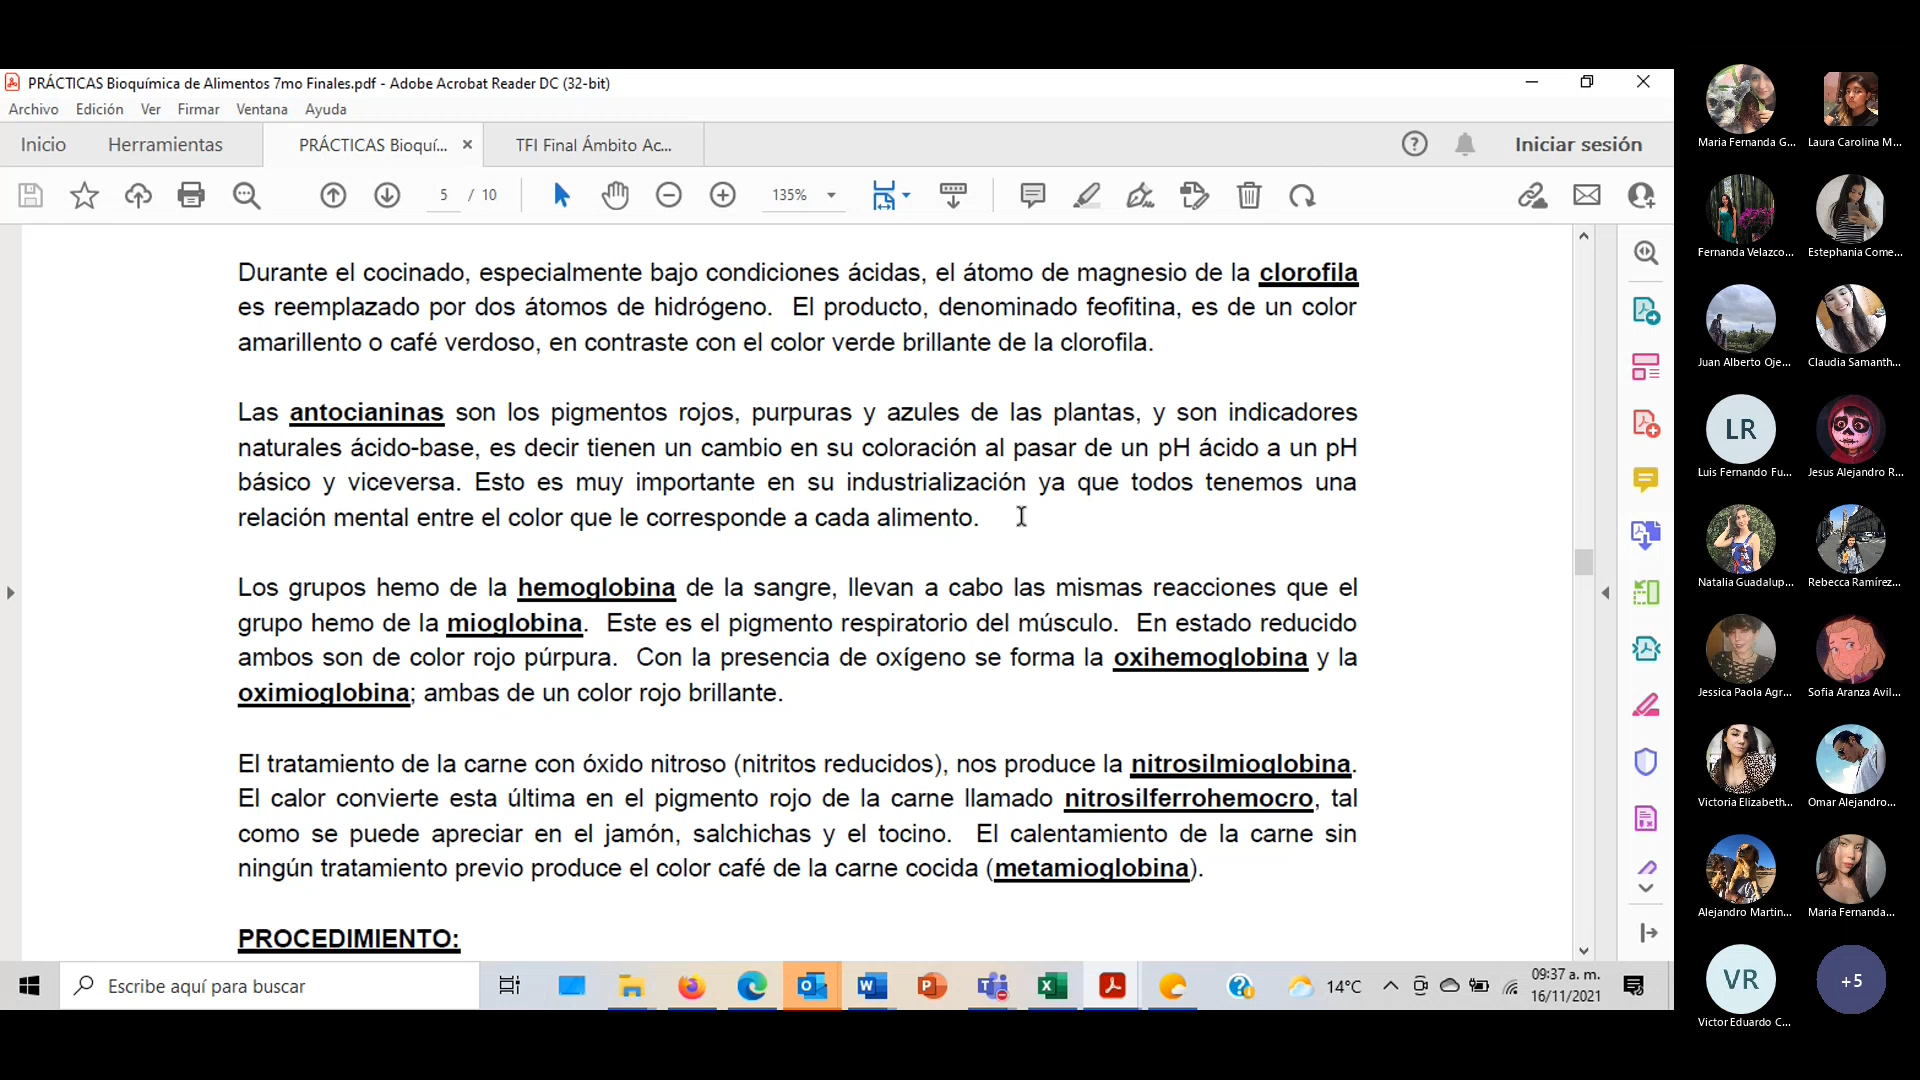 PRÁCTICAS Bioquímica de Alimentos 7mo Finales.pdf - Adobe Acrobat Reader DC (32-bit)
Archivo Edición Ver Firmar Ventana Ayuda
Inicio Herramientas PRÁCTICAS Bioquí... TFI Final Ámbito Ac... Iniciar sesión
5 / 10 135%
Durante el cocinado, especialmente bajo condiciones ácidas, el átomo de magnesio de la clorofila
es reemplazado por dos átomos de hidrógeno. El producto, denominado feofitina, es de un color
amarillento o café verdoso, en contraste con el color verde brillante de la clorofila.
Las antocianinas son los pigmentos rojos, purpuras y azules de las plantas, y son indicadores
naturales ácido-base, es decir tienen un cambio en su coloración al pasar de un pH ácido a un pH
básico y viceversa. Esto es muy importante en su industrialización ya que todos tenemos una
relación mental entre el color que le corresponde a cada alimento.
Los grupos hemo de la hemoglobina de la sangre, llevan a cabo las mismas reacciones que el
grupo hemo de la mioglobina. Este es el pigmento respiratorio del músculo. En estado reducido
ambos son de color rojo púrpura. Con la presencia de oxígeno se forma la oxihemoglobina y la
oximioglobina; ambas de un color rojo brillante.
El tratamiento de la carne con óxido nitroso (nitritos reducidos), nos produce la nitrosilmioglobina.
El calor convierte esta última en el pigmento rojo de la carne llamado nitrosilferrohemocro, tal
como se puede apreciar en el jamón, salchichas y el tocino. El calentamiento de la carne sin
ningún tratamiento previo produce el color café de la carne cocida (metamioglobina).
PROCEDIMIENTO:
Escribe aquí para buscar
14°C
09:37 a. m.
16/11/2021
Maria Fernanda G... Laura Carolina M...
Fernanda Velazco... Estephania Come...
Juan Alberto Oje... Claudia Samanth...
LR
Luis Fernando Fu... Jesus Alejandro R...
Natalia Guadalup... Rebecca Ramírez...
Jessica Paola Agr... Sofia Aranza Avil...
Victoria Elizabeth... Omar Alejandro...
Alejandro Martin... Maria Fernanda...
VR +5
Victor Eduardo C...